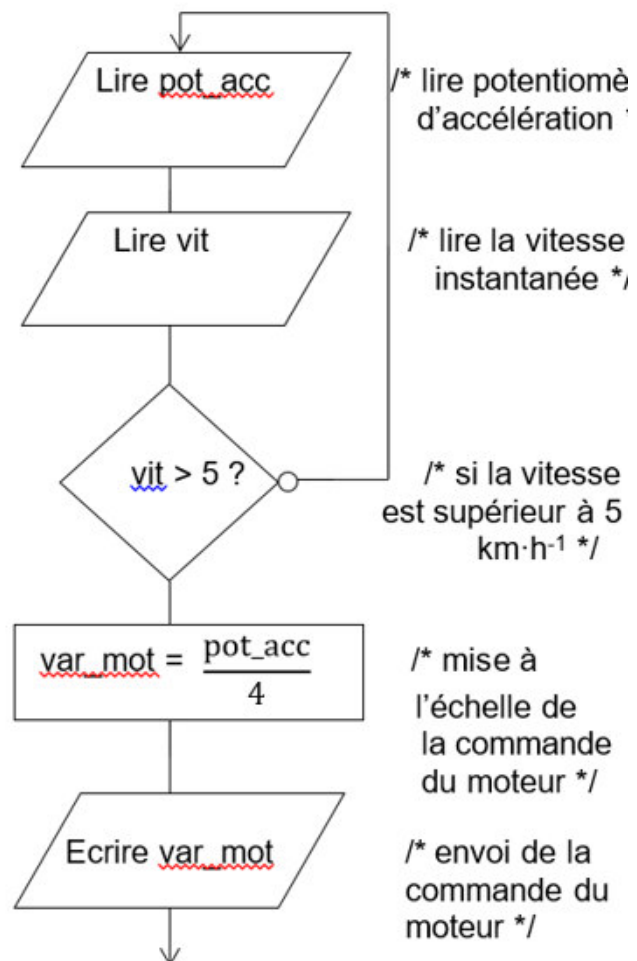 Lire pot_acc
/* lire potentiomè
d'accélération *
Lire vit
/* lire la vitesse
instantanée */
vit > 5 ?
/* si la vitesse
est supérieur à 5
km·h⁻¹ */
var_mot = pot_acc
4
/* mise à
l'échelle de
la commande
du moteur */
Ecrire var_mot
/* envoi de la
commande du
moteur */